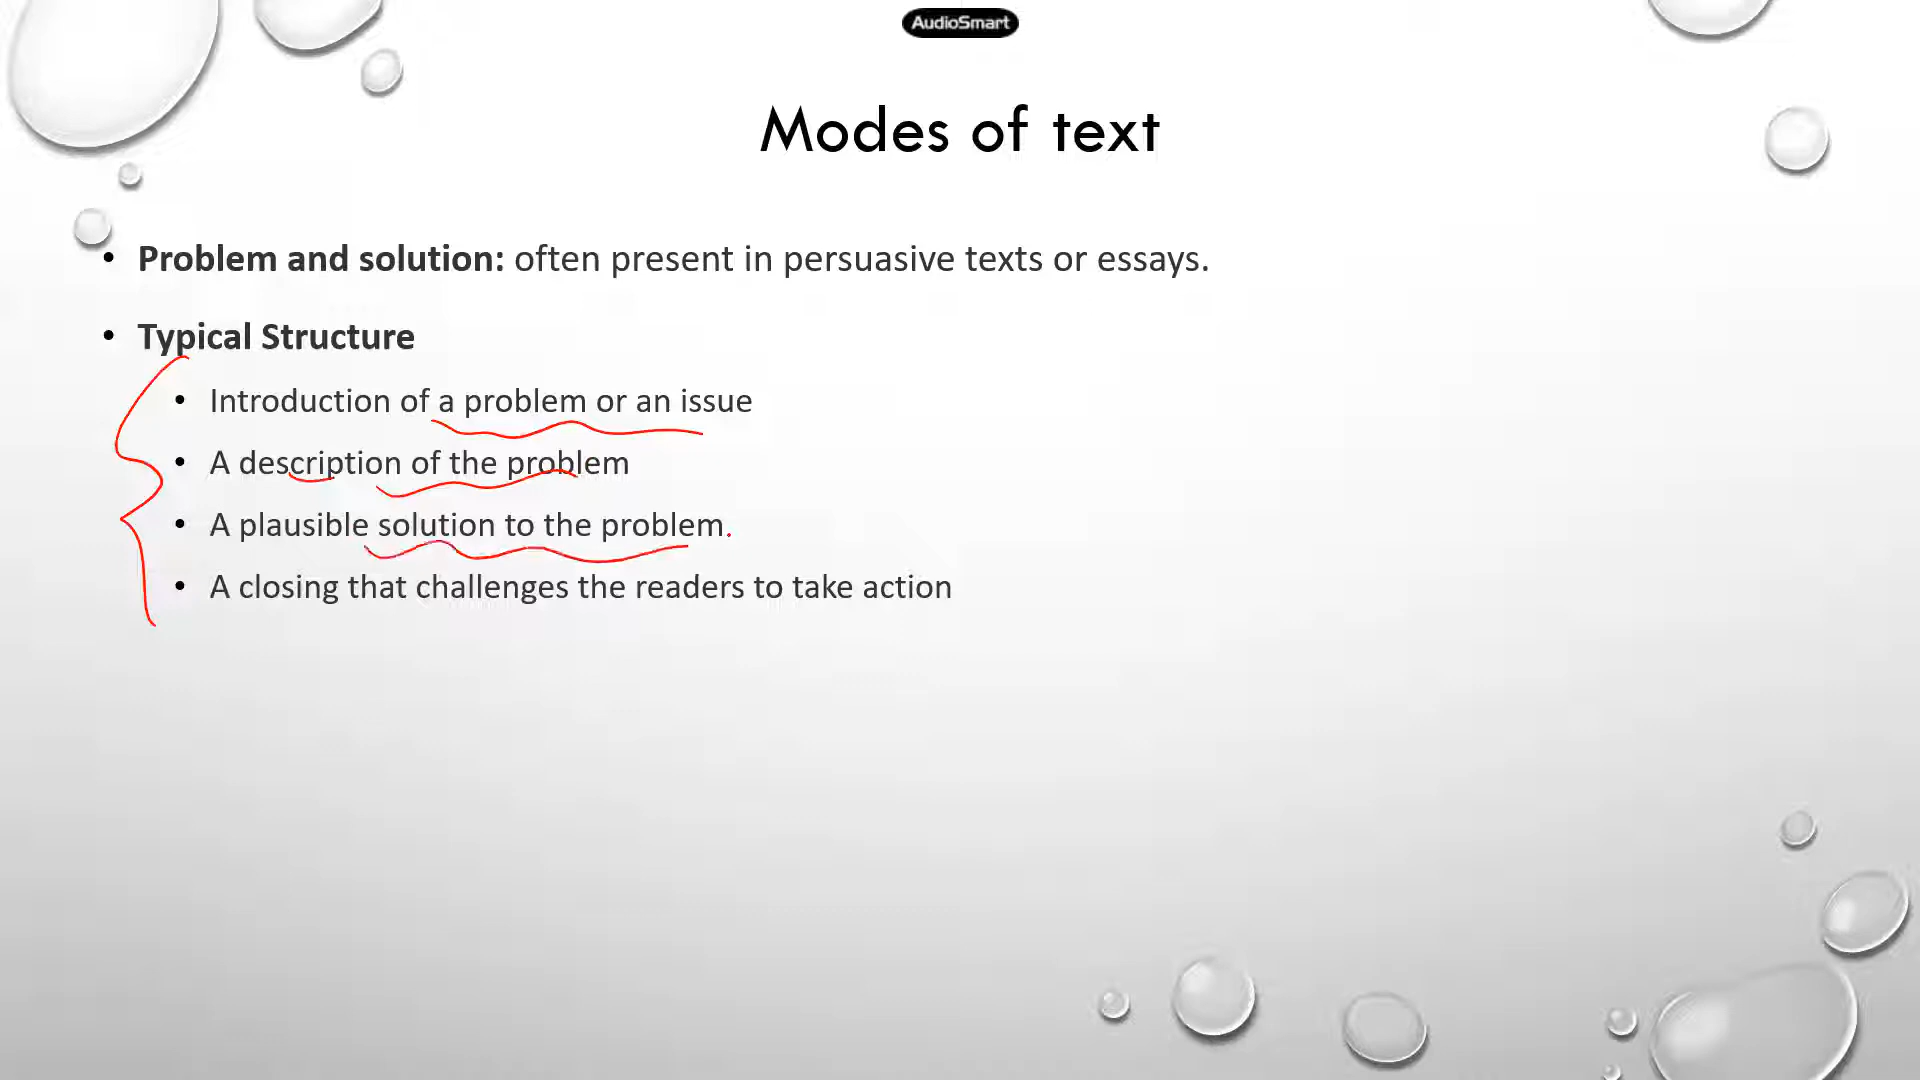 AudioSmart
Modes of text
• Problem and solution: often present in persuasive texts or essays.
• Typical Structure
• Introduction of a problem or an issue
• A description of the problem
• A plausible solution to the problem.
• A closing that challenges the readers to take action